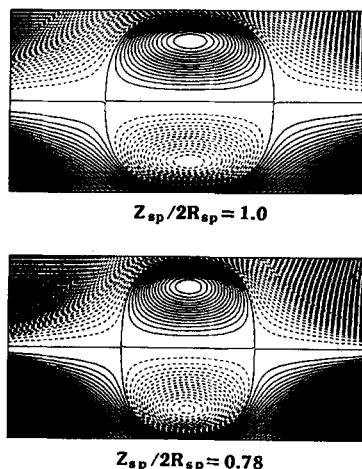 Z_sp/2R_sp = 1.0
Z_sp/2R_sp = 0.78